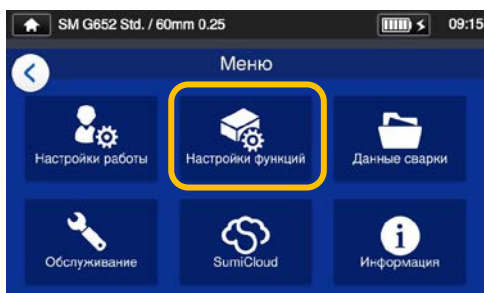 SM G652 Std. / 60mm 0.25 09:15
Меню
Настройки работы Настройки функций Данные сварки
Обслуживание SumiCloud Информация